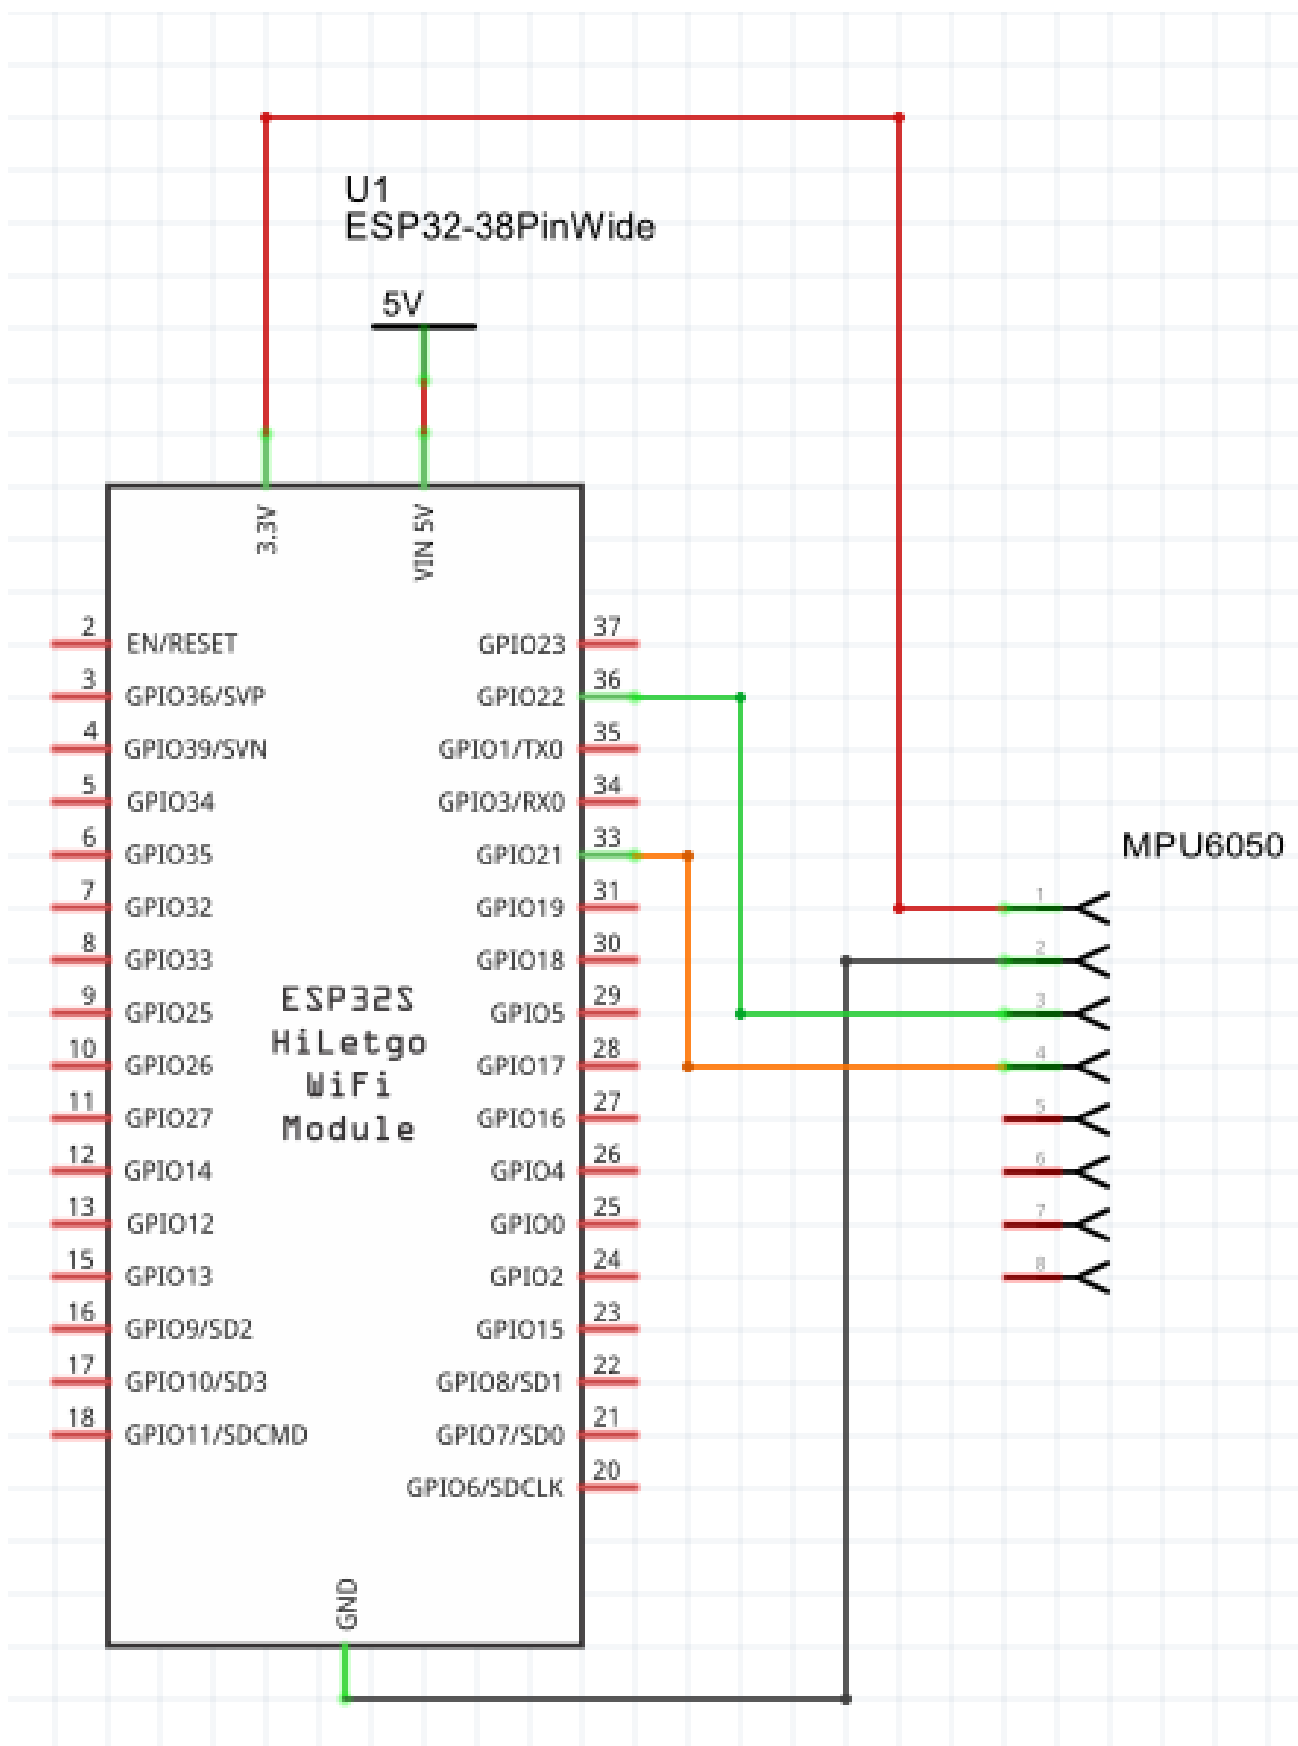 U1
ESP32-38PinWide
5V
3.3V
VIN 5V
2 EN/RESET
3 GPIO36/SVP
4 GPIO39/SVN
5 GPIO34
6 GPIO35
7 GPIO32
8 GPIO33
9 GPIO25
10 GPIO26
11 GPIO27
12 GPIO14
13 GPIO12
15 GPIO13
16 GPIO9/SD2
17 GPIO10/SD3
18 GPIO11/SDCMD
ESP32S
HiLetgo
WiFi
Module
GPIO23 37
GPIO22 36
GPIO1/TX0 35
GPIO3/RX0 34
GPIO21 33
GPIO19 31
GPIO18 30
GPIO5 29
GPIO17 28
GPIO16 27
GPIO4 26
GPIO0 25
GPIO2 24
GPIO15 23
GPIO8/SD1 22
GPIO7/SD0 21
GPIO6/SDCLK 20
GND
MPU6050
1
2
3
4
5
6
7
8